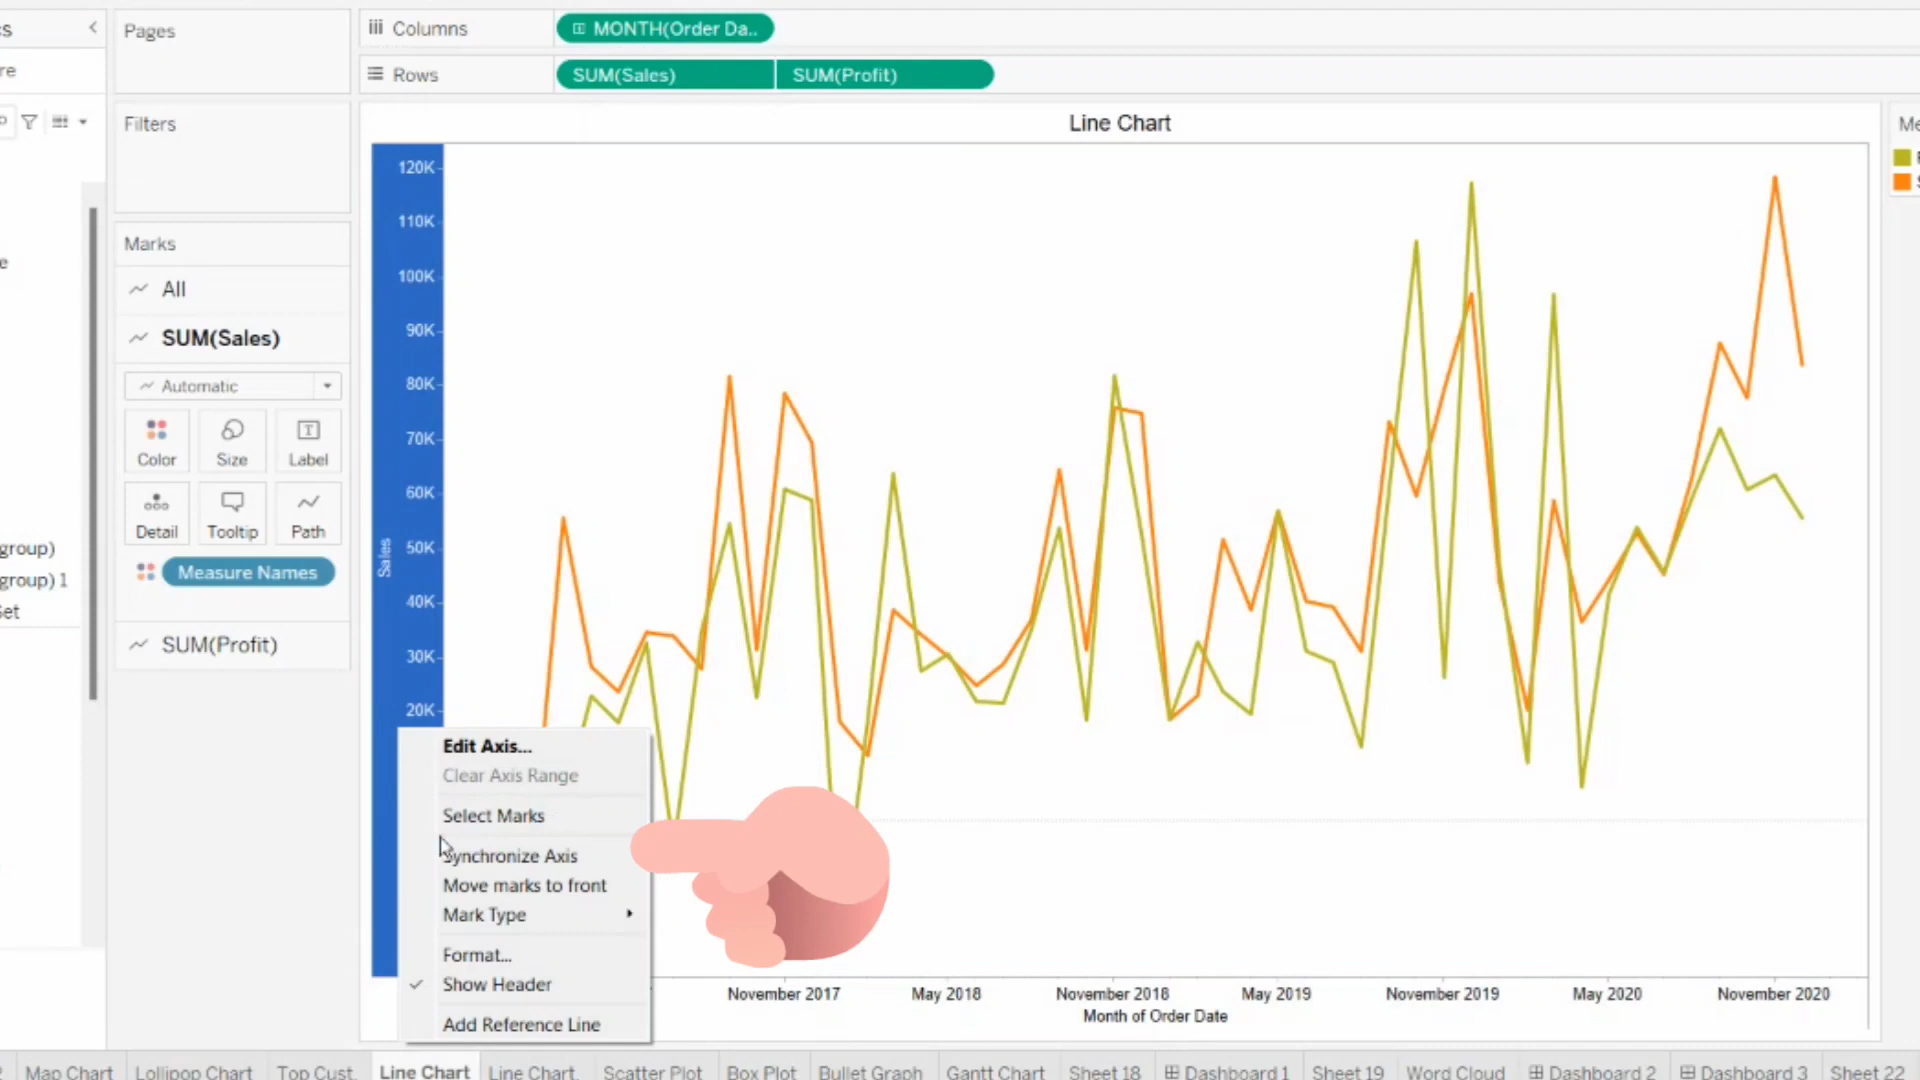 Pages
Columns
MONTH(Order Da..
Rows
SUM(Sales)
SUM(Profit)
Filters
Marks
All
SUM(Sales)
Automatic
Color
Size
Label
Detail
Tooltip
Path
Measure Names
SUM(Profit)
group)
group) 1
Line Chart
120K
110K
100K
90K
80K
70K
60K
50K
40K
30K
20K
Sales
Edit Axis...
Clear Axis Range
Select Marks
Synchronize Axis
Move marks to front
Mark Type
Format...
Show Header
Add Reference Line
November 2017
May 2018
November 2018
May 2019
November 2019
May 2020
November 2020
Month of Order Date
Map Chart
Lollipop Chart
Top Cust.
Line Chart
Line Chart.
Scatter Plot
Box Plot
Bullet Graph
Gantt Chart
Sheet 18
Dashboard 1
Sheet 19
Word Cloud
Dashboard 2
Dashboard 3
Sheet 22